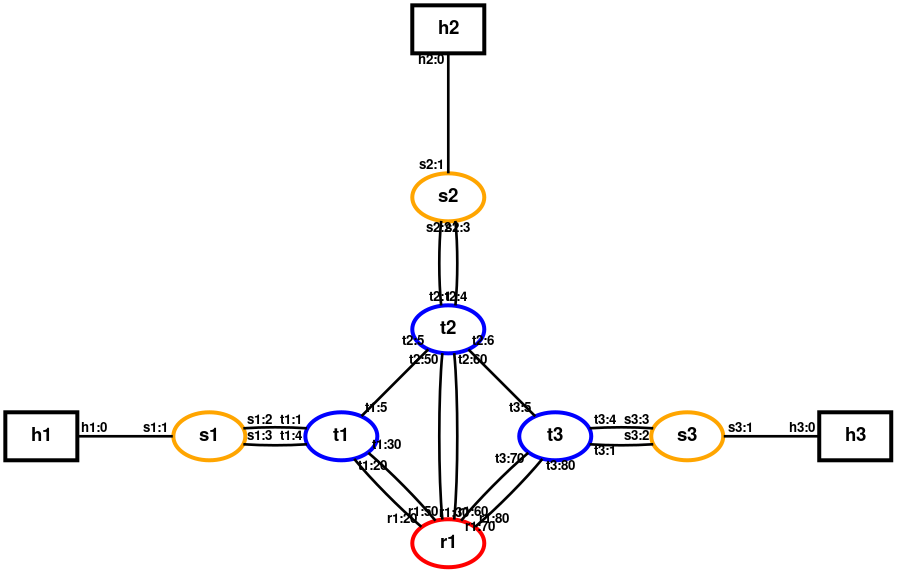 h2
h2:0
s2:1
s2
s2:2 s2:3
t2:1 t2:4
t2
t2:5 t2:6
t2:50 t2:60
t1:5 t3:5
h1 h1:0 s1:1 s1 s1:2 t1:1 t1 t1:30
s1:3 t1:4
t1:20
t3:4 s3:3
t3 s3:2 s3 s3:1 h3:0 h3
t3:1
t3:70 t3:80
r1:20 r1:50 r1:30 r1:60 r1:80
r1:70
r1